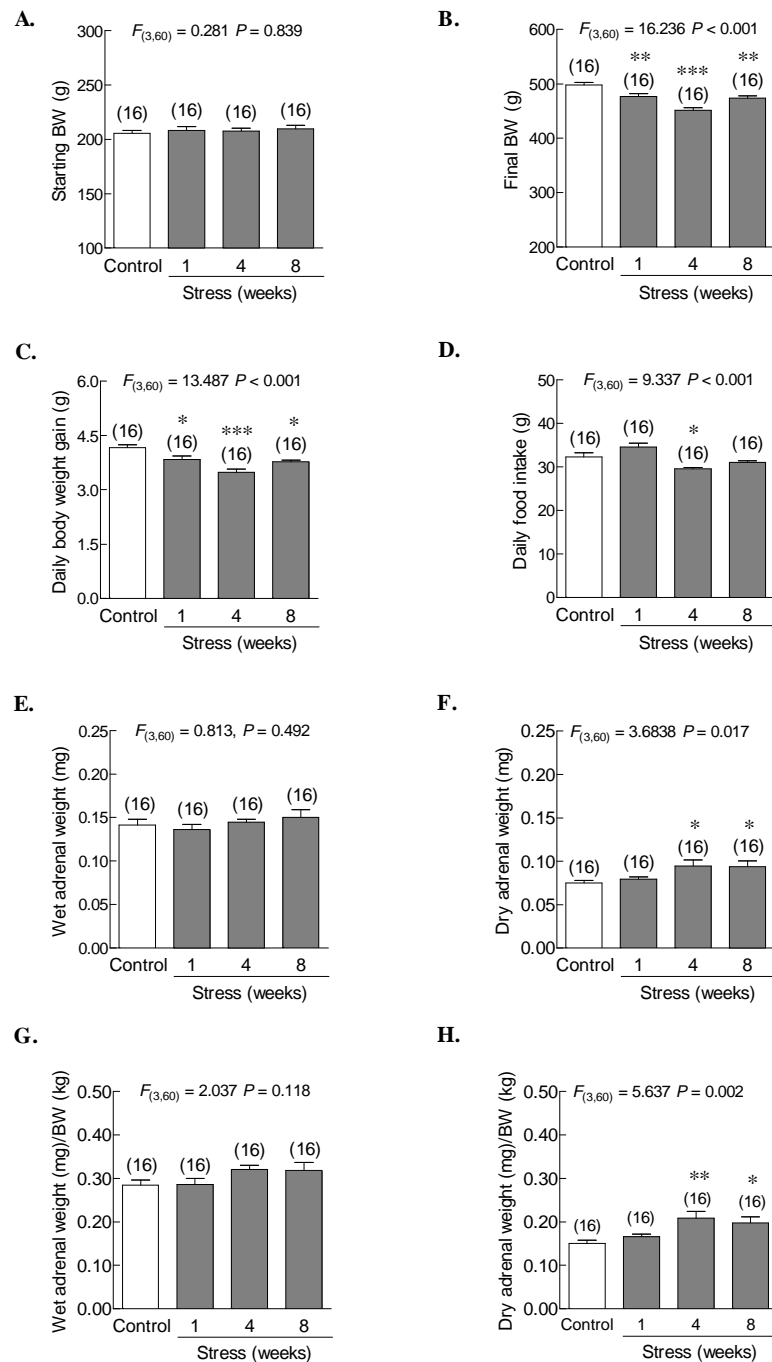 A.
F(3,60) = 0.281 P = 0.839
Starting BW (g)
300
250
200
150
100
(16) (16) (16) (16)
Control 1 4 8
Stress (weeks)
B.
F(3,60) = 16.236 P < 0.001
Final BW (g)
600
500
400
300
200
** *** **
(16) (16) (16) (16)
Control 1 4 8
Stress (weeks)
C.
F(3,60) = 13.487 P < 0.001
Daily body weight gain (g)
6.0
4.5
3.0
1.5
0.0
* *** *
(16) (16) (16) (16)
Control 1 4 8
Stress (weeks)
D.
F(3,60) = 9.337 P < 0.001
Daily food intake (g)
50
40
30
20
10
0
*
(16) (16) (16) (16)
Control 1 4 8
Stress (weeks)
E.
F(3,60) = 0.813, P = 0.492
Wet adrenal weight (mg)
0.25
0.20
0.15
0.10
0.05
0.00
(16) (16) (16) (16)
Control 1 4 8
Stress (weeks)
F.
F(3,60) = 3.6838 P = 0.017
Dry adrenal weight (mg)
0.25
0.20
0.15
0.10
0.05
0.00
* *
(16) (16) (16) (16)
Control 1 4 8
Stress (weeks)
G.
F(3,60) = 2.037 P = 0.118
Wet adrenal weight (mg)/BW (kg)
0.50
0.40
0.30
0.20
0.10
0.00
(16) (16) (16) (16)
Control 1 4 8
Stress (weeks)
H.
F(3,60) = 5.637 P = 0.002
Dry adrenal weight (mg)/BW (kg)
0.50
0.40
0.30
0.20
0.10
0.00
** *
(16) (16) (16) (16)
Control 1 4 8
Stress (weeks)